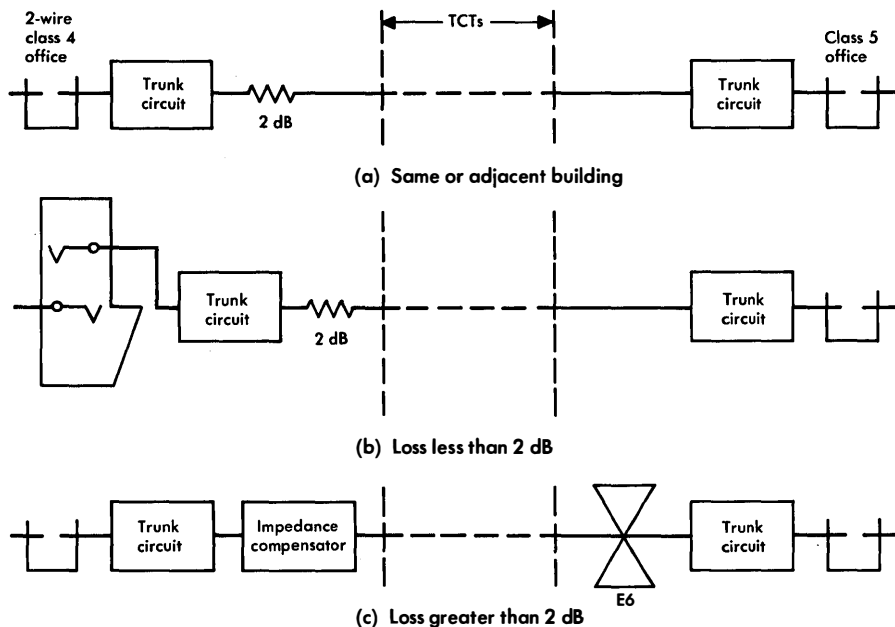 2-wire
class 4
office
TCTs
Class 5
office
Trunk
circuit
2 dB
Trunk
circuit
(a) Same or adjacent building
Trunk
circuit
2 dB
Trunk
circuit
(b) Loss less than 2 dB
Trunk
circuit
Impedance
compensator
E6
Trunk
circuit
(c) Loss greater than 2 dB